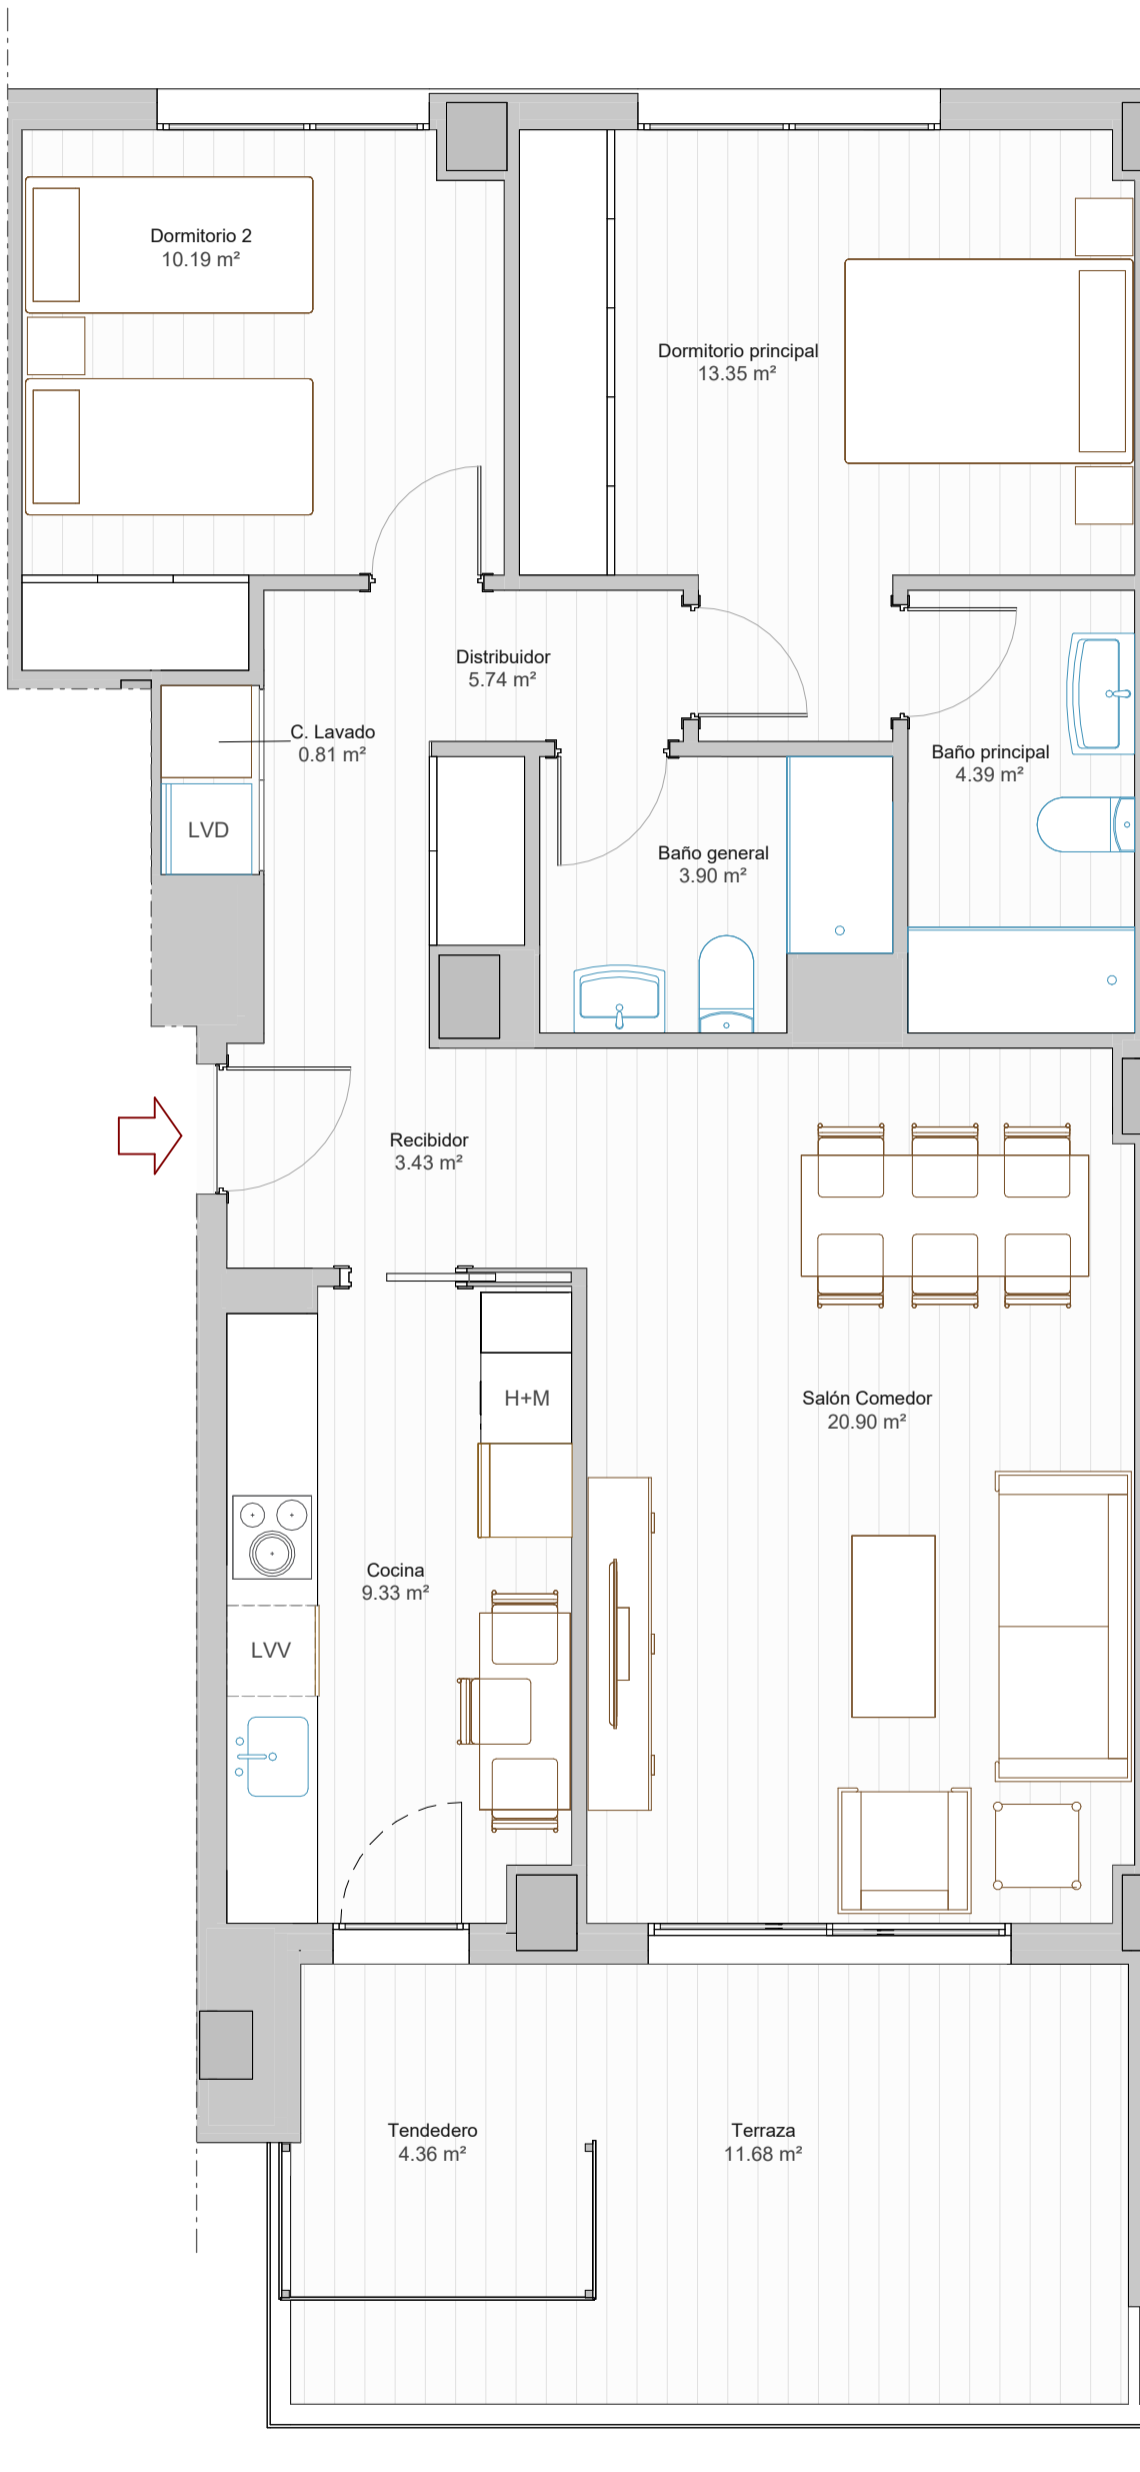 Dormitorio 2
10.19 m²
Dormitorio principal
13.35 m²
Distribuidor
5.74 m²
C. Lavado
0.81 m²
Baño principal
4.39 m²
LVD
Baño general
3.90 m²
Recibidor
3.43 m²
H+M
Salón Comedor
20.90 m²
Cocina
9.33 m²
LVV
Tendedero
4.36 m²
Terraza
11.68 m²